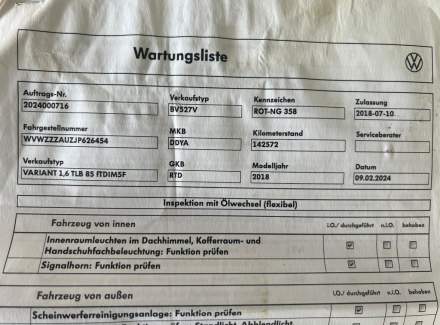 Wartungsliste
Auftrags-Nr. Verkaufstyp Kennzeichen Zulassung
2024000716 BV527V ROT-NG 358 2018-07-10
Fahrgestellnummer MKB Kilometerstand Serviceberater
WVWZZZAUZJP626454 DDYA 142572
Verkaufstyp GKB Modelljahr Datum
VARIANT 1,6 TLB 85 FTDIM5F RTD 2018 09.02.2024
Inspektion mit Ölwechsel (flexibel)
Fahrzeug von innen i.O./ durchgeführt n.i.O. behoben
Innenraumleuchten im Dachhimmel, Kofferraum- und
Handschuhfachbeleuchtung: Funktion prüfen
Signalhorn: Funktion prüfen
Fahrzeug von außen i.O./ durchgeführt n.i.O. behoben
Scheinwerferreinigungsanlage: Funktion prüfen